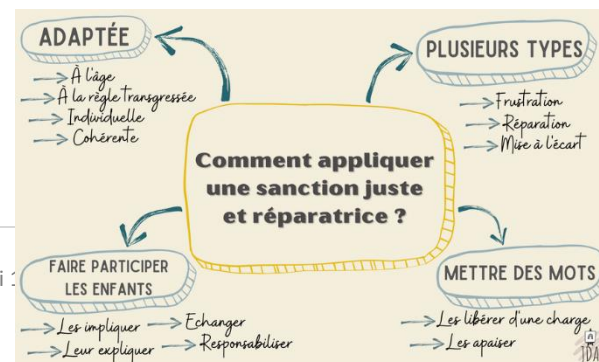 ADAPTÉE
À l'âge
À la règle transgressée
Individuelle
Cohérente
PLUSIEURS TYPES
Frustration
Réparation
Mise à l'écart
Comment appliquer
une sanction juste
et réparatrice ?
FAIRE PARTICIPER
LES ENFANTS
Les impliquer
Echanger
Leur expliquer
Responsabiliser
METTRE DES MOTS
Les libérer d'une charge
Les apaiser